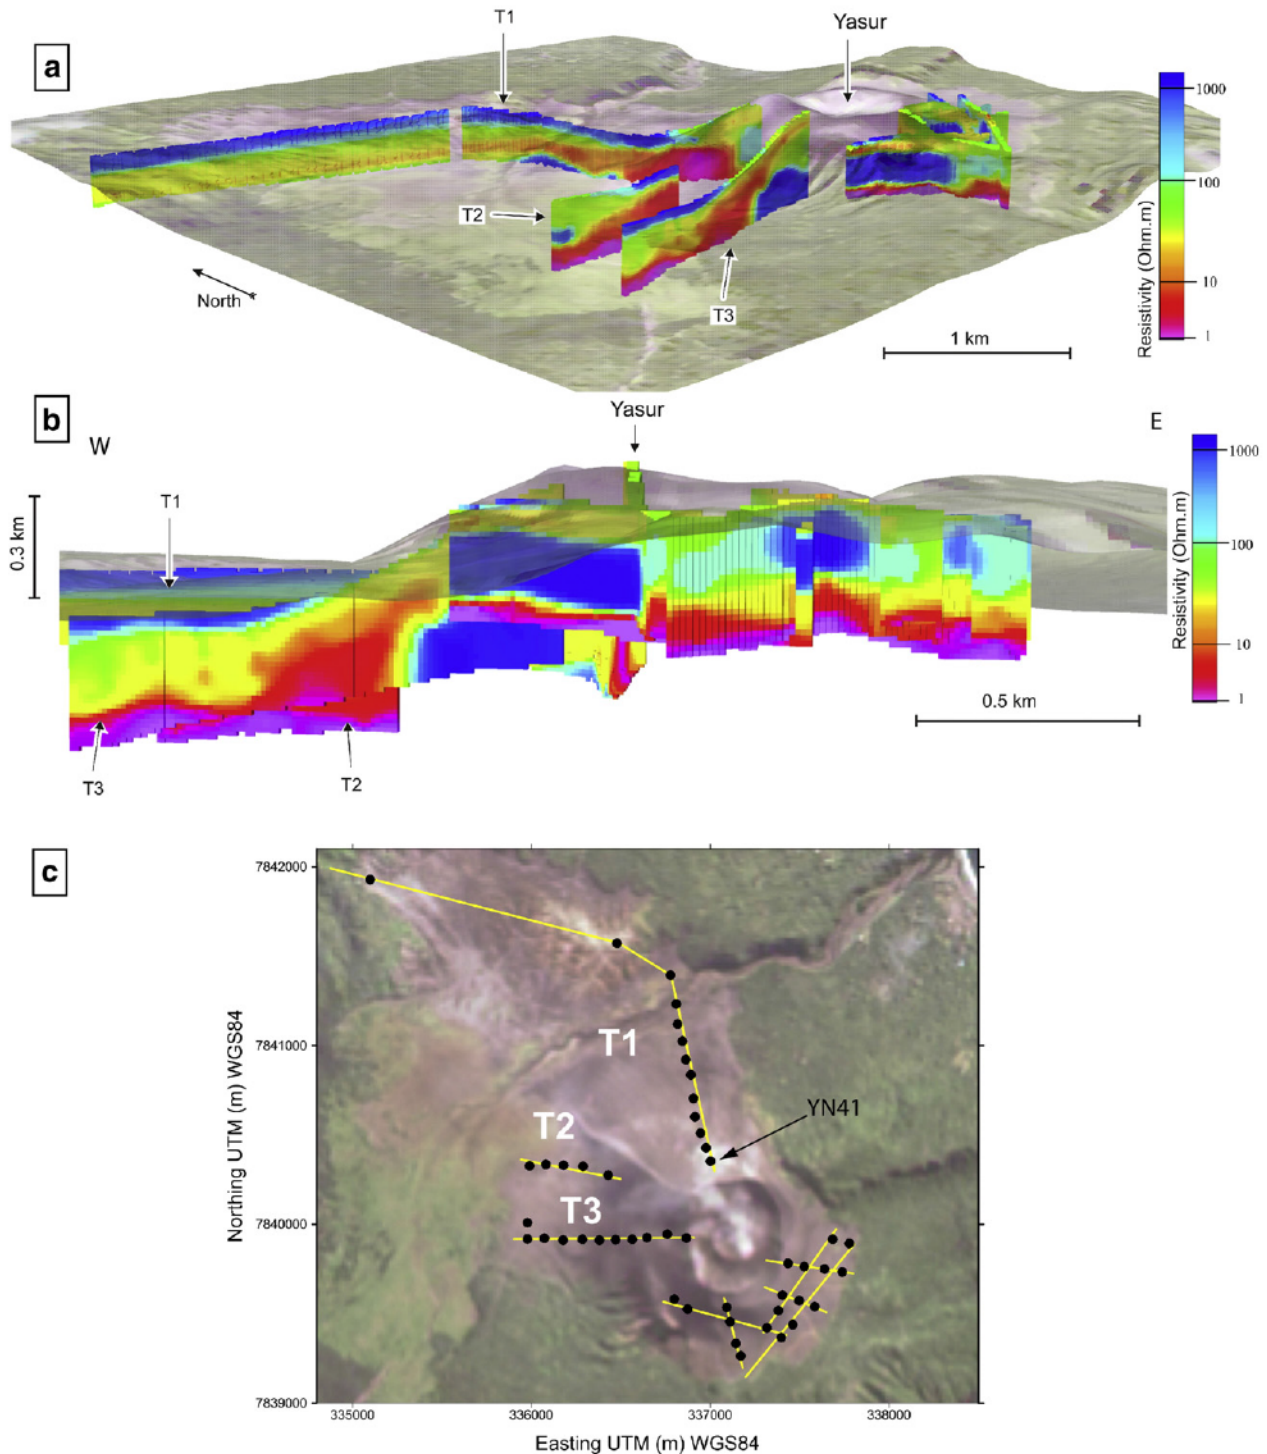 a
T1
Yasur
T2
North
T3
1 km
Resistivity (Ohm.m)
1000
100
10
1
b
W
Yasur
E
T1
0.3 km
T3
T2
0.5 km
Resistivity (Ohm.m)
1000
100
10
1
c
7842000
7841000
7840000
7839000
Northing UTM (m) WGS84
T1
YN41
T2
T3
335000
336000
337000
338000
Easting UTM (m) WGS84